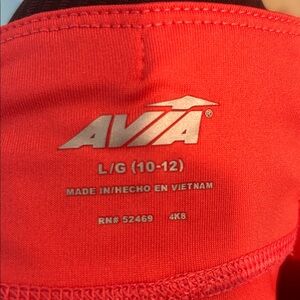 AVIA®
L/G (10-12)
MADE IN/HECHO EN VIETNAM
RN# 52469 4K8